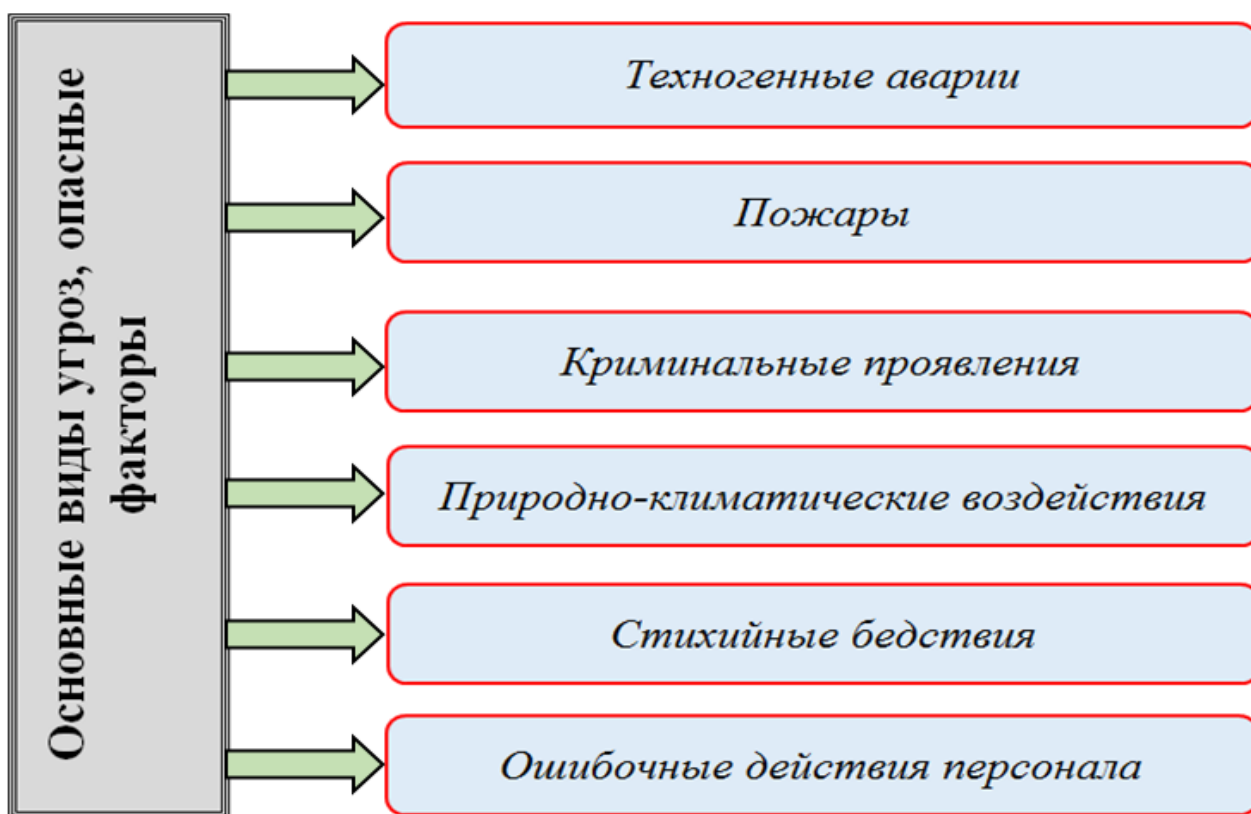 Основные виды угроз, опасные
факторы
Техногенные аварии
Пожары
Криминальные проявления
Природно-климатические воздействия
Стихийные бедствия
Ошибочные действия персонала